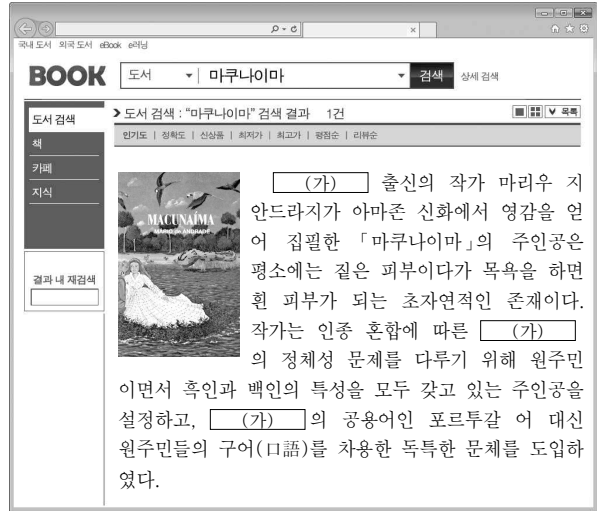 국내 도서 외국 도서 eBook e러닝
BOOK 도서 마쿠나이마 검색 상세 검색
도서 검색
책
카페
지식
결과 내 재검색
도서 검색 : “마쿠나이마” 검색 결과 1건 목록
인기도 | 정확도 | 신상품 | 최저가 | 최고가 | 평점순 | 리뷰순
MACUNAÍMA
MÁRIO de ANDRADE
(가) 출신의 작가 마리우 지
안드라지가 아마존 신화에서 영감을 얻
어 집필한 「마쿠나이마」의 주인공은
평소에는 짙은 피부이다가 목욕을 하면
흰 피부가 되는 초자연적인 존재이다.
작가는 인종 혼합에 따른 (가)
의 정체성 문제를 다루기 위해 원주민
이면서 흑인과 백인의 특성을 모두 갖고 있는 주인공을
설정하고, (가) 의 공용어인 포르투갈 어 대신
원주민들의 구어(口語)를 차용한 독특한 문체를 도입하
였다.